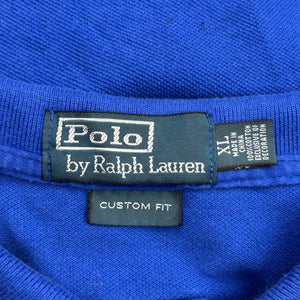 Polo
by Ralph Lauren
CUSTOM FIT
XL
MADE IN
CHINA
100% COTTON
EXCLUSIVE OF
DECORATION